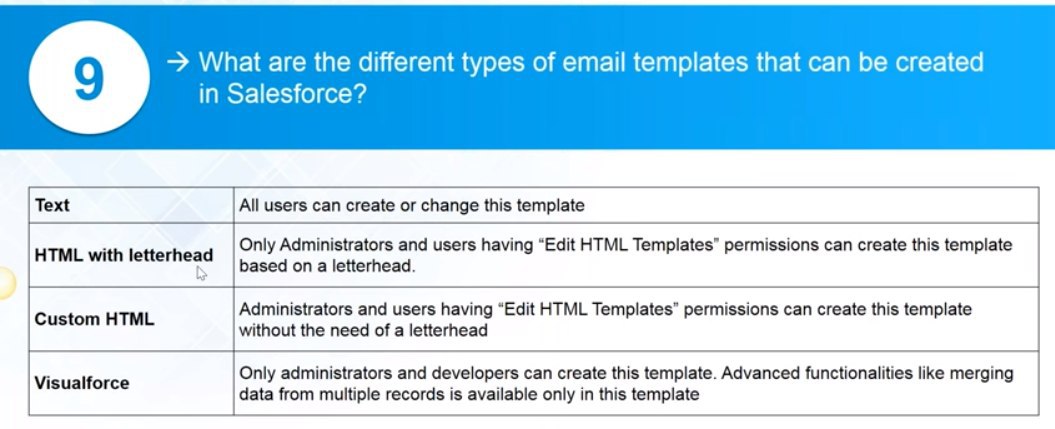 9
→ What are the different types of email templates that can be created
in Salesforce?
Text
All users can create or change this template
HTML with letterhead
Only Administrators and users having “Edit HTML Templates” permissions can create this template
based on a letterhead.
Custom HTML
Administrators and users having “Edit HTML Templates” permissions can create this template
without the need of a letterhead
Visualforce
Only administrators and developers can create this template. Advanced functionalities like merging
data from multiple records is available only in this template